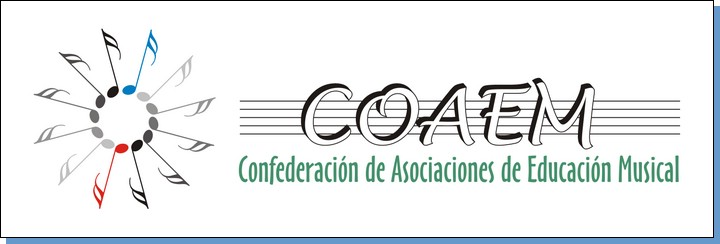 COAEM
Confederación de Asociaciones de Educación Musical